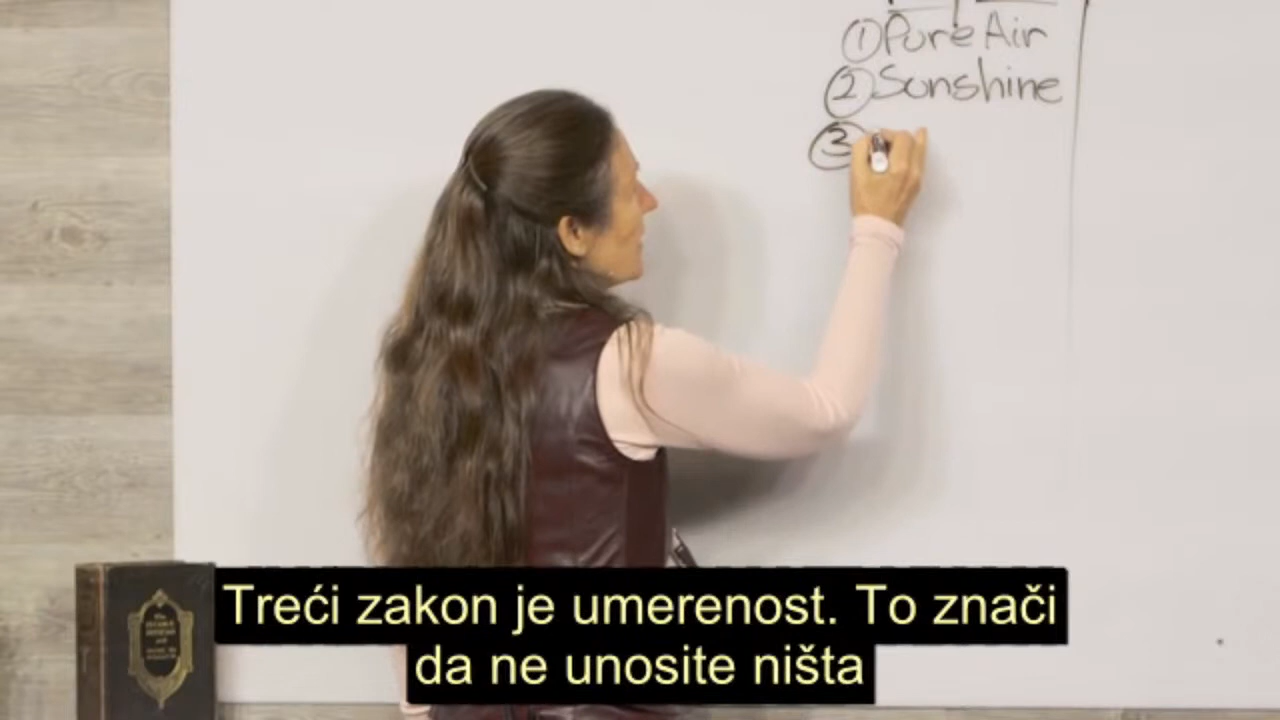 ① Pure Air
② Sunshine
③
Treći zakon je umerenost. To znači
da ne unosite ništa